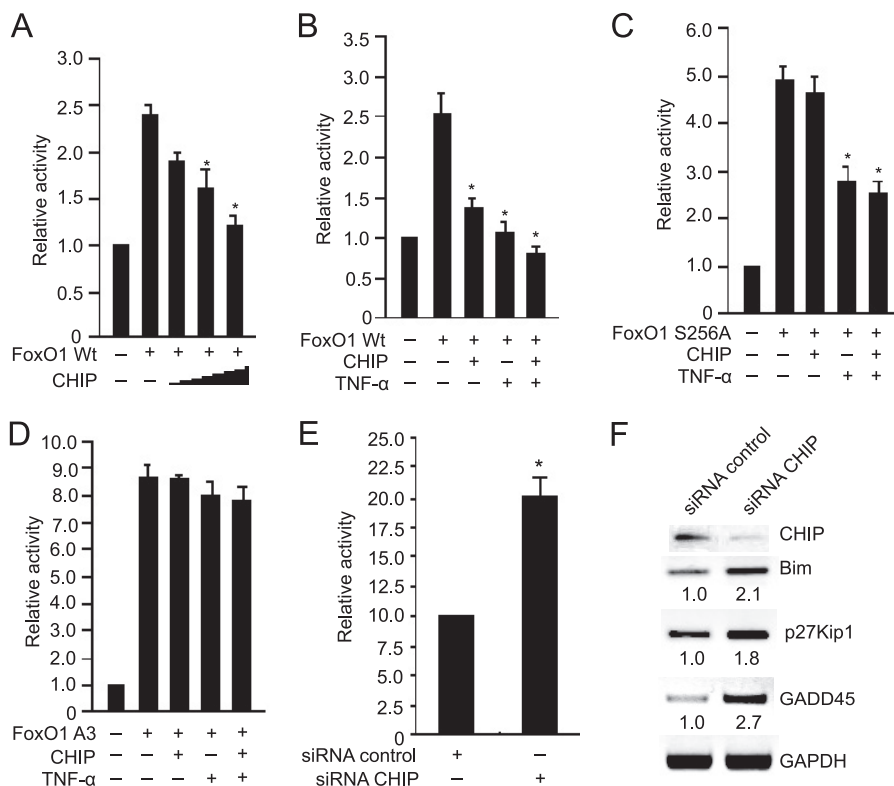 A
Relative activity
3.0
2.5
2.0
1.5
1.0
0.5
0
FoxO1 Wt – + + + +
CHIP – –
B
Relative activity
3.5
3.0
2.5
2.0
1.5
1.0
0.5
0
* * *
FoxO1 Wt – + + + +
CHIP – – + – +
TNF-α – – – + +
C
Relative activity
6.0
5.0
4.0
3.0
2.0
1.0
0
* *
FoxO1 S256A – + + + +
CHIP – – + – +
TNF-α – – – + +
D
Relative activity
10.0
9.0
8.0
7.0
6.0
5.0
4.0
3.0
2.0
1.0
0
FoxO1 A3 – + + + +
CHIP – – + – +
TNF-α – – – + +
E
Relative activity
25.0
22.5
20.0
17.5
15.0
12.5
10.0
7.5
5.0
2.5
0
*
siRNA control + –
siRNA CHIP – +
F
siRNA control
siRNA CHIP
CHIP
Bim
1.0 2.1
p27Kip1
1.0 1.8
GADD45
1.0 2.7
GAPDH